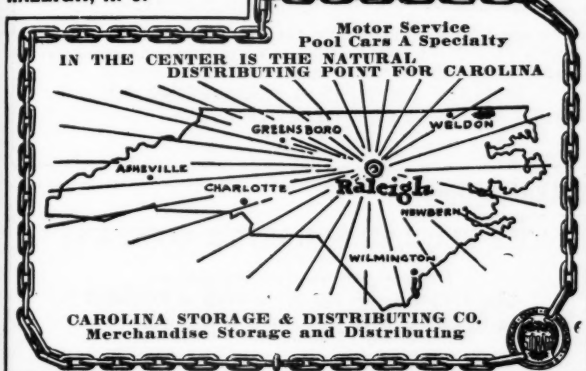 Motor Service
Pool Cars A Specialty
IN THE CENTER IS THE NATURAL
DISTRIBUTING POINT FOR CAROLINA
GREENSBORO
WELDON
ASHEVILLE
CHARLOTTE
Raleigh
NEWBERN
WILMINGTON
CAROLINA STORAGE & DISTRIBUTING CO.
Merchandise Storage and Distributing